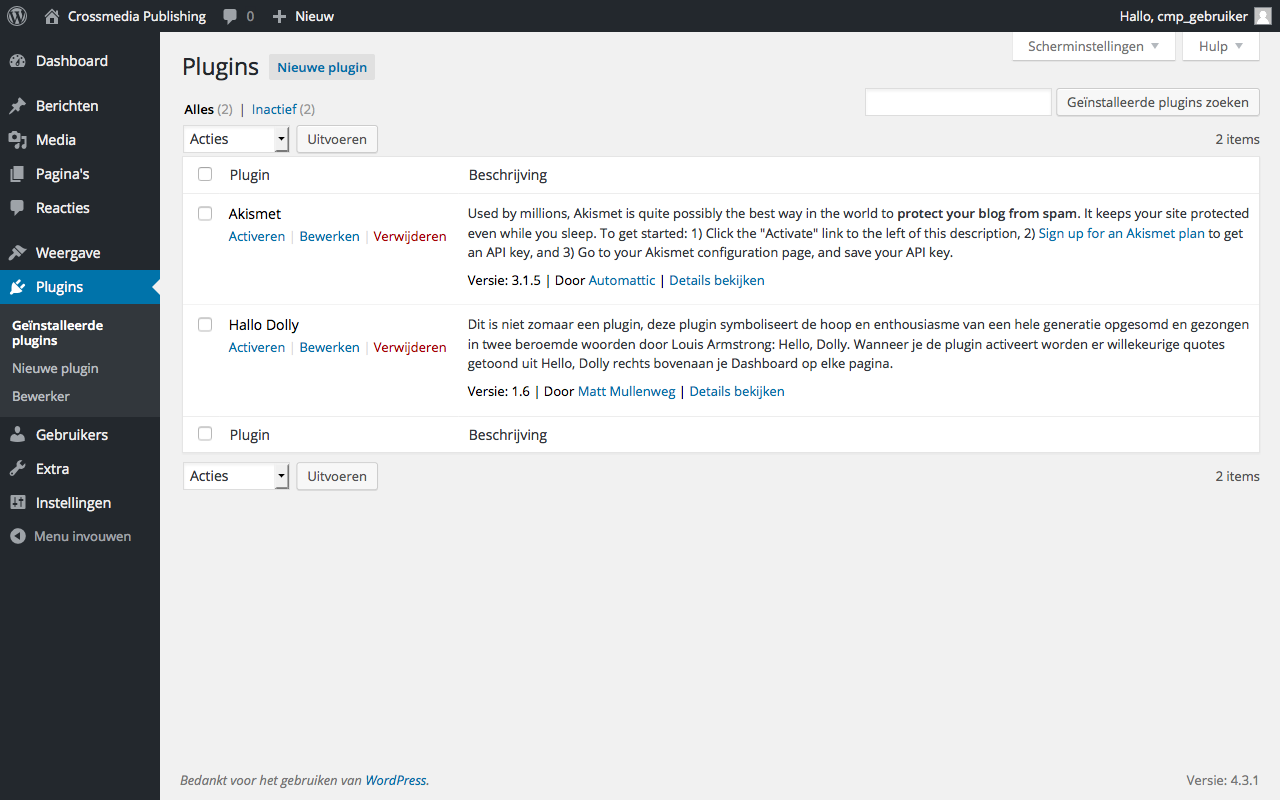 Crossmedia Publishing 0 Nieuw Hallo, cmp_gebruiker
Scherminstellingen Hulp
Dashboard
Berichten
Media
Pagina's
Reacties
Weergave
Plugins
Geïnstalleerde
plugins
Nieuwe plugin
Bewerker
Gebruikers
Extra
Instellingen
Menu invouwen
Plugins Nieuwe plugin
Alles (2) | Inactief (2)
Geïnstalleerde plugins zoeken
Acties Uitvoeren 2 items
Plugin Beschrijving
Akismet
Activeren | Bewerken | Verwijderen
Used by millions, Akismet is quite possibly the best way in the world to protect your blog from spam. It keeps your site protected
even while you sleep. To get started: 1) Click the "Activate" link to the left of this description, 2) Sign up for an Akismet plan to get
an API key, and 3) Go to your Akismet configuration page, and save your API key.
Versie: 3.1.5 | Door Automattic | Details bekijken
Hallo Dolly
Activeren | Bewerken | Verwijderen
Dit is niet zomaar een plugin, deze plugin symboliseert de hoop en enthousiasme van een hele generatie opgesomd en gezongen
in twee beroemde woorden door Louis Armstrong: Hello, Dolly. Wanneer je de plugin activeert worden er willekeurige quotes
getoond uit Hello, Dolly rechts bovenaan je Dashboard op elke pagina.
Versie: 1.6 | Door Matt Mullenweg | Details bekijken
Plugin Beschrijving
Acties Uitvoeren 2 items
Bedankt voor het gebruiken van WordPress. Versie: 4.3.1